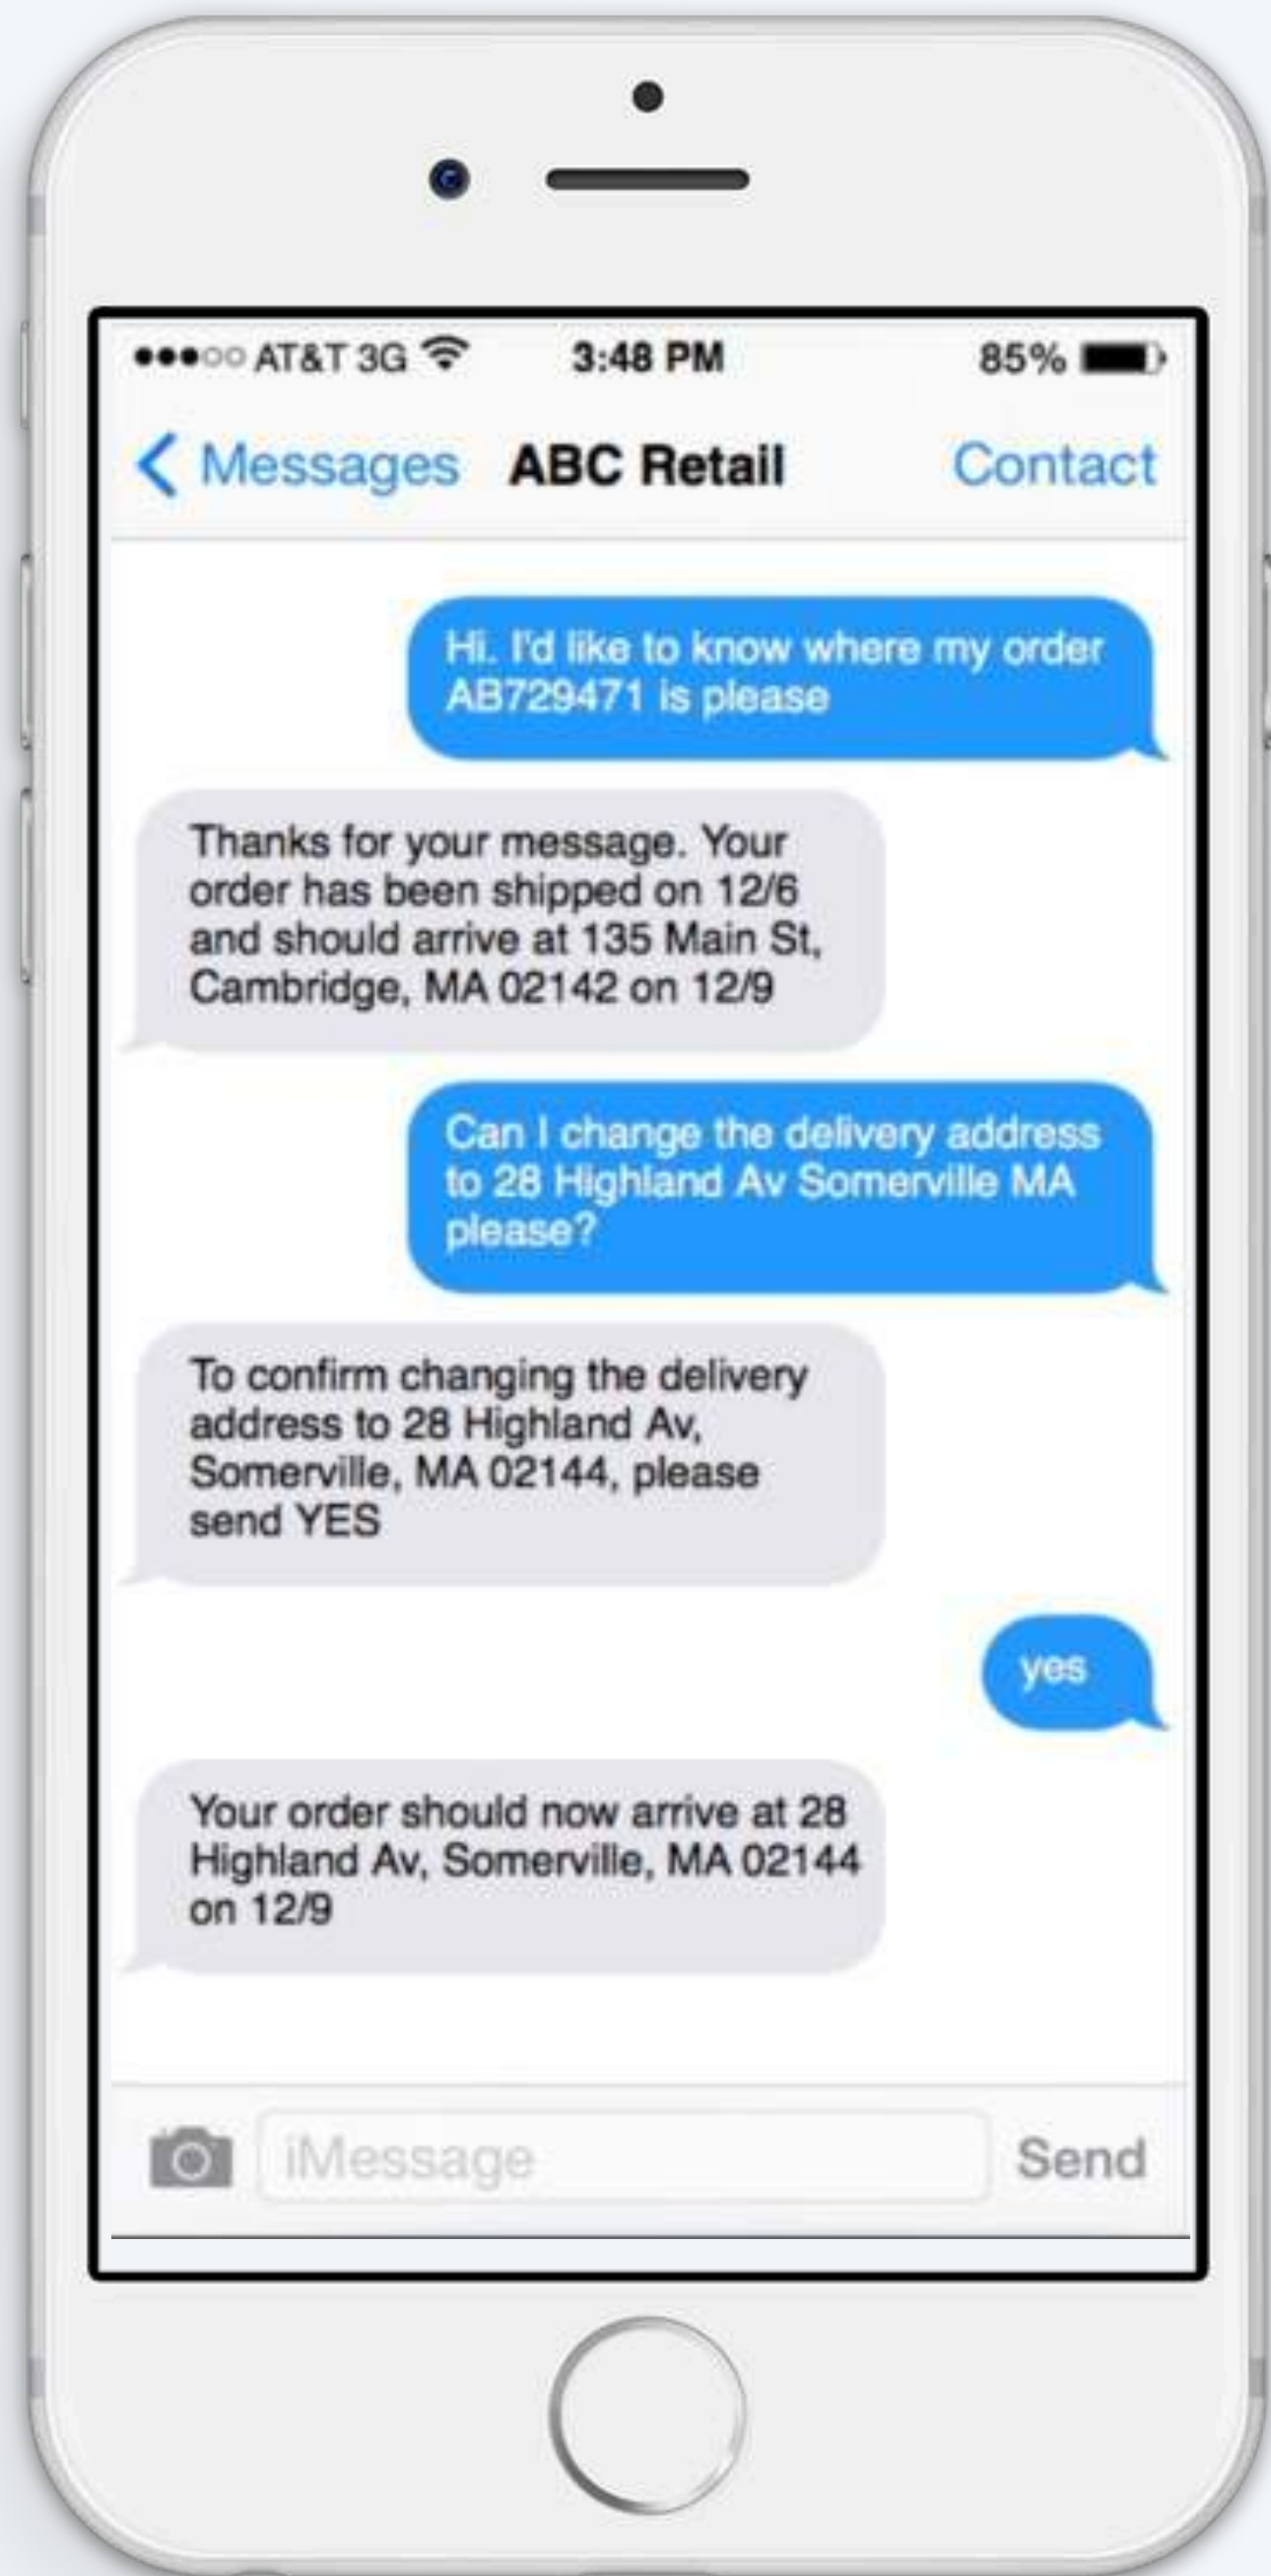 ●●●○○ AT&T 3G 3:48 PM 85%
Messages ABC Retail Contact
Hi. I'd like to know where my order
AB729471 is please
Thanks for your message. Your
order has been shipped on 12/6
and should arrive at 135 Main St,
Cambridge, MA 02142 on 12/9
Can I change the delivery address
to 28 Highland Av Somerville MA
please?
To confirm changing the delivery
address to 28 Highland Av,
Somerville, MA 02144, please
send YES
yes
Your order should now arrive at 28
Highland Av, Somerville, MA 02144
on 12/9
iMessage Send